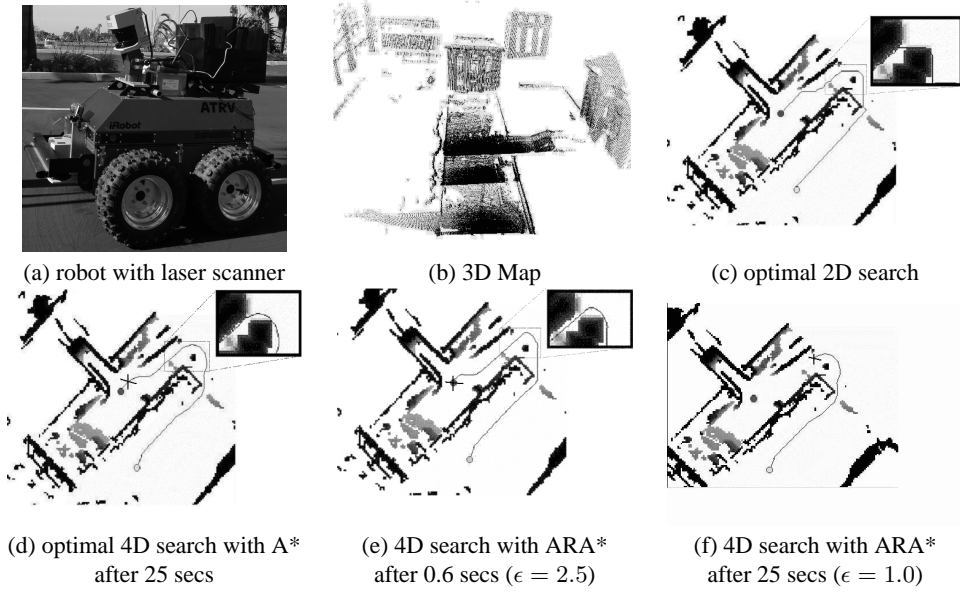 iRobot
ATRV
(a) robot with laser scanner
(b) 3D Map
(c) optimal 2D search
(d) optimal 4D search with A*
after 25 secs
(e) 4D search with ARA*
after 0.6 secs (ϵ = 2.5)
(f) 4D search with ARA*
after 25 secs (ϵ = 1.0)